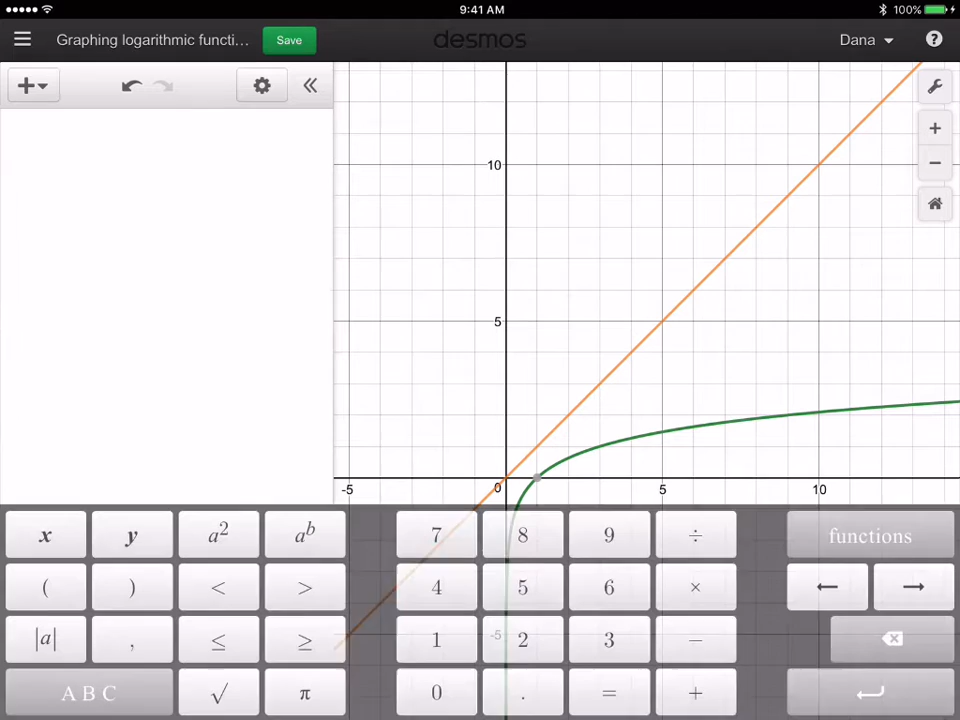 9:41 AM
100%
Graphing logarithmic functi...
Save
desmos
Dana
?
10
5
-5
0
5
10
-5
x y a² aᵇ 7 8 9 ÷ functions
( ) < > 4 5 6 × ← →
|a| , ≤ ≥ 1 2 3 −
A B C √ π 0 . = +